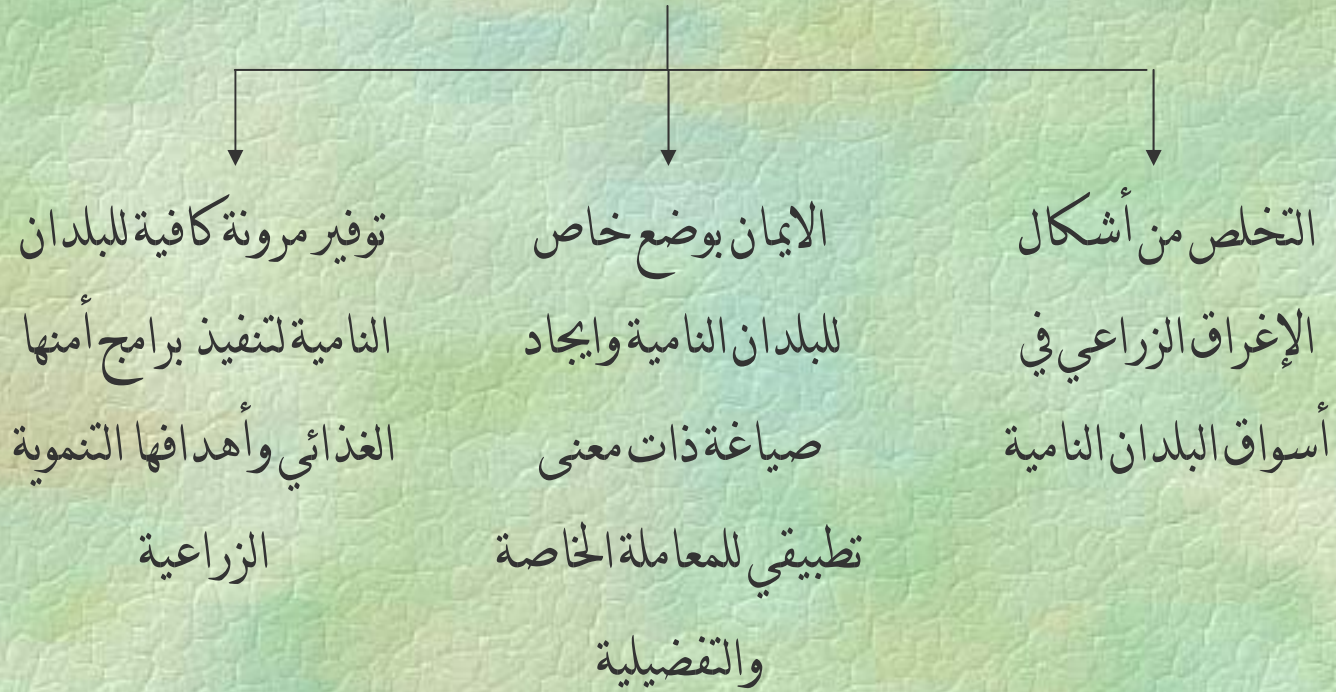 التخلص من أشكال
الإغراق الزراعي في
أسواق البلدان النامية
الايمان بوضع خاص
للبلدان النامية وايجاد
صياغة ذات معنى
تطبيقي للمعاملة الخاصة
والتفضيلية
توفير مرونة كافية للبلدان
النامية لتنفيذ برامج أمنها
الغذائي وأهدافها التنموية
الزراعية